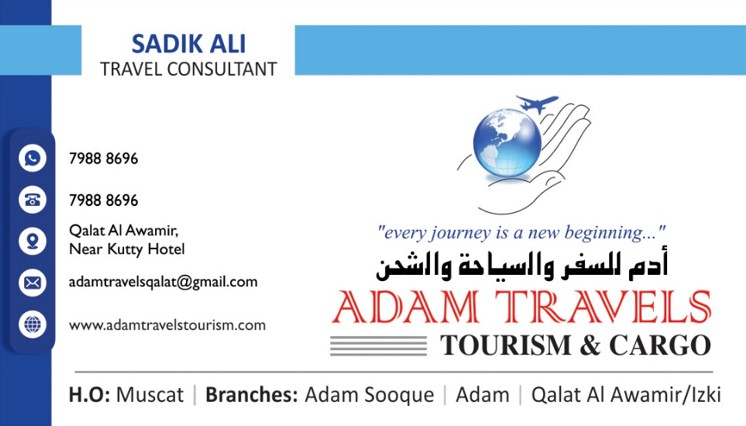 SADIK ALI
TRAVEL CONSULTANT
7988 8696
7988 8696
Qalat Al Awamir,
Near Kutty Hotel
adamtravelsqalat@gmail.com
www.adamtravelstourism.com
"every journey is a new beginning..."
أدم للسفر والسياحة والشحن
ADAM TRAVELS
TOURISM & CARGO
H.O: Muscat | Branches: Adam Sooque | Adam | Qalat Al Awamir/Izki